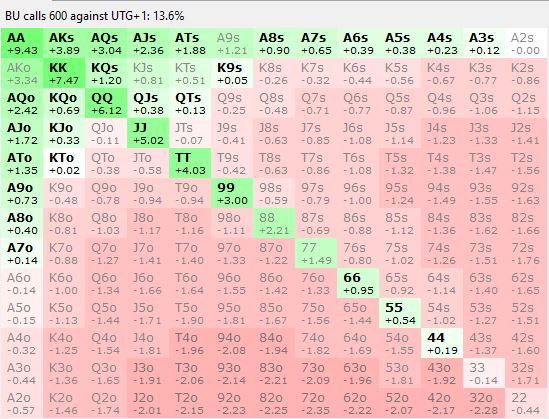 BU calls 600 against UTG+1: 13.6%
AA AKs AQs AJs ATs A9s A8s A7s A6s A5s A4s A3s A2s
+9.43 +3.89 +3.04 +2.36 +1.88 +1.21 +0.90 +0.65 +0.39 +0.38 +0.23 +0.12 -0.00
AKo KK KQs KJs KTs K9s K8s K7s K6s K5s K4s K3s K2s
+3.34 +7.47 +1.20 +0.81 +0.51 +0.05 -0.26 -0.32 -0.44 -0.56 -0.67 -0.77 -0.86
AQo KQo QQ QJs QTs Q9s Q8s Q7s Q6s Q5s Q4s Q3s Q2s
+2.42 +0.69 +6.12 +0.38 +0.13 -0.25 -0.48 -0.71 -0.77 -0.87 -0.96 -1.06 -1.15
AJo KJo QJo JJ JTs J9s J8s J7s J6s J5s J4s J3s J2s
+1.72 +0.33 -0.11 +5.02 -0.07 -0.41 -0.63 -0.85 -1.08 -1.14 -1.23 -1.33 -1.41
ATo KTo QTo JTo TT T9s T8s T7s T6s T5s T4s T3s T2s
+1.35 +0.02 -0.38 -0.58 +4.03 -0.42 -0.63 -0.86 -1.08 -1.32 -1.38 -1.47 -1.56
A9o K9o Q9o J9o T9o 99 98s 97s 96s 95s 94s 93s 92s
+0.73 -0.48 -0.78 -0.94 -0.94 +3.00 -0.59 -0.79 -1.00 -1.24 -1.49 -1.55 -1.63
A8o K8o Q8o J8o T8o 98o 88 87s 86s 85s 84s 83s 82s
+0.40 -0.81 -1.03 -1.17 -1.16 -1.11 +2.21 -0.69 -0.88 -1.12 -1.36 -1.62 -1.66
A7o K7o Q7o J7o T7o 97o 87o 77 76s 75s 74s 73s 72s
+0.14 -0.88 -1.27 -1.41 -1.40 -1.33 -1.22 +1.49 -0.80 -1.02 -1.26 -1.51 -1.76
A6o K6o Q6o J6o T6o 96o 86o 76o 66 65s 64s 63s 62s
-0.14 -1.00 -1.34 -1.66 -1.64 -1.55 -1.42 -1.33 +0.95 -0.92 -1.14 -1.40 -1.65
A5o K5o Q5o J5o T5o 95o 85o 75o 65o 55 54s 53s 52s
-0.15 -1.13 -1.44 -1.71 -1.90 -1.81 -1.67 -1.56 -1.44 +0.54 -1.02 -1.27 -1.51
A4o K4o Q4o J4o T4o 94o 84o 74o 64o 54o 44 43s 42s
-0.32 -1.25 -1.54 -1.81 -1.96 -2.08 -1.94 -1.82 -1.69 -1.55 +0.19 -1.37 -1.60
A3o K3o Q3o J3o T3o 93o 83o 73o 63o 53o 43o 33 32s
-0.44 -1.36 -1.65 -1.91 -2.06 -2.14 -2.21 -2.09 -1.96 -1.81 -1.92 -0.14 -1.71
A2o K2o Q2o J2o T2o 92o 82o 72o 62o 52o 42o 32o 22
-0.57 -1.46 -1.74 -2.01 -2.15 -2.23 -2.25 -2.35 -2.22 -2.07 -2.17 -2.28 -0.44